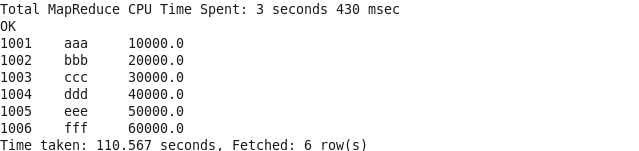 Total MapReduce CPU Time Spent: 3 seconds 430 msec
OK
1001    aaa     10000.0
1002    bbb     20000.0
1003    ccc     30000.0
1004    ddd     40000.0
1005    eee     50000.0
1006    fff     60000.0
Time taken: 110.567 seconds, Fetched: 6 row(s)